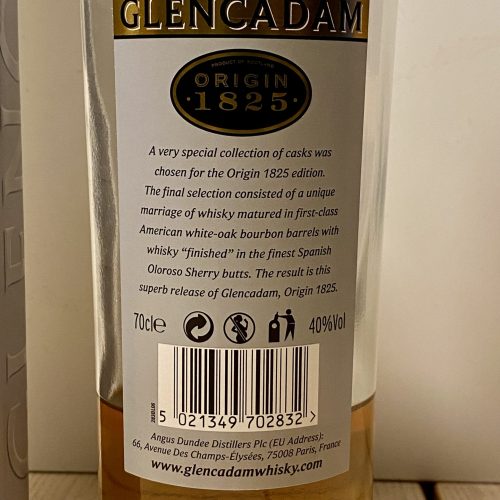 GLENCADAM
PRODUCT OF SCOTLAND
ORIGIN
·1825·
A very special collection of casks was
chosen for the Origin 1825 edition.
The final selection consisted of a unique
marriage of whisky matured in first-class
American white-oak bourbon barrels with
whisky “finished” in the finest Spanish
Oloroso Sherry butts. The result is this
superb release of Glencadam, Origin 1825.
70cle 40%Vol
5 021349 702832 >
Angus Dundee Distillers Plc (EU Address):
66, Avenue Des Champs-Élysées, 75008 Paris, France
www.glencadamwhisky.com